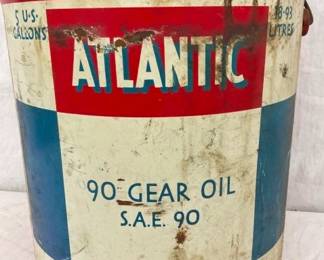 5 U·S· GALLONS
18·93 LITRES
ATLANTIC
90 GEAR OIL
S.A.E. 90